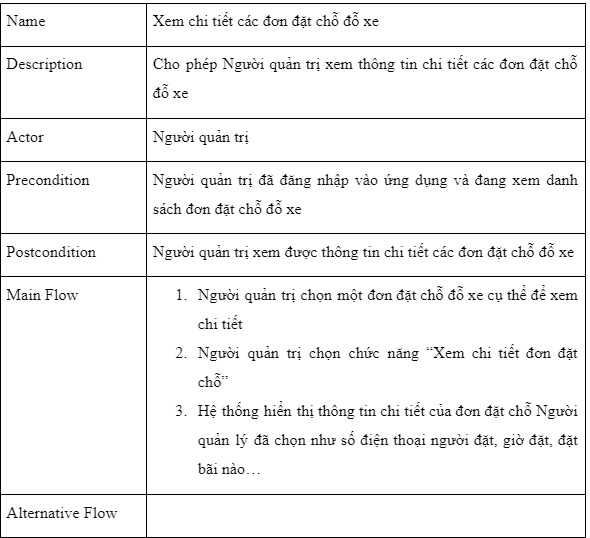 Name
Xem chi tiết các đơn đặt chỗ đỗ xe
Description
Cho phép Người quản trị xem thông tin chi tiết các đơn đặt chỗ
đỗ xe
Actor
Người quản trị
Precondition
Người quản trị đã đăng nhập vào ứng dụng và đang xem danh
sách đơn đặt chỗ đỗ xe
Postcondition
Người quản trị xem được thông tin chi tiết các đơn đặt chỗ đỗ xe
Main Flow
1. Người quản trị chọn một đơn đặt chỗ đỗ xe cụ thể để xem
chi tiết
2. Người quản trị chọn chức năng “Xem chi tiết đơn đặt
chỗ”
3. Hệ thống hiển thị thông tin chi tiết của đơn đặt chỗ Người
quản lý đã chọn như số điện thoại người đặt, giờ đặt, đặt
bãi nào…
Alternative Flow